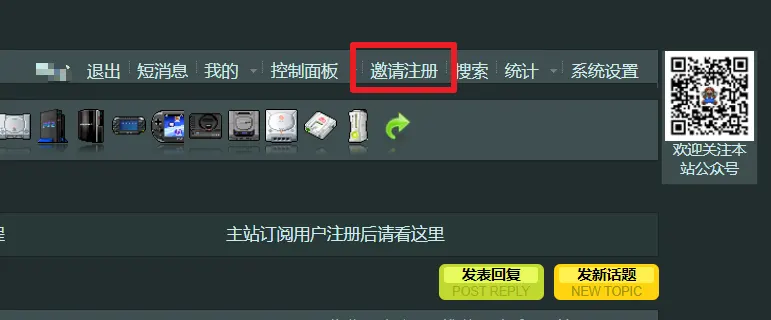 退出 短消息 我的 控制面板 邀请注册 搜索 统计 系统设置
欢迎关注本
站公众号
主站订阅用户注册后请看这里
发表回复 发新话题
POST REPLY NEW TOPIC